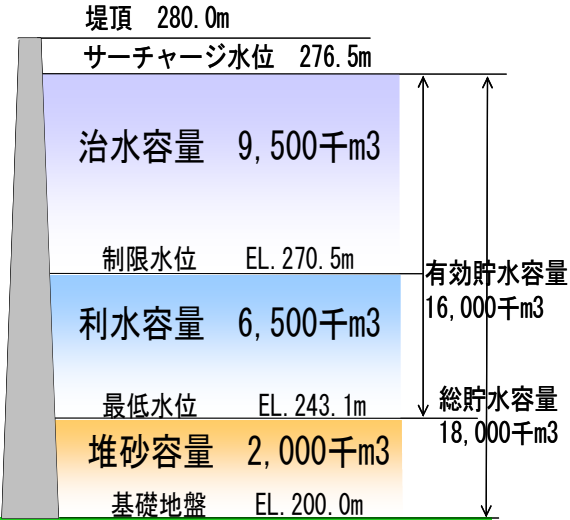 堤頂　280.0m
サーチャージ水位　276.5m
治水容量　9,500千m3
制限水位　EL.270.5m
有効貯水容量
16,000千m3
利水容量　6,500千m3
最低水位　EL.243.1m
総貯水容量
18,000千m3
堆砂容量　2,000千m3
基礎地盤　EL.200.0m